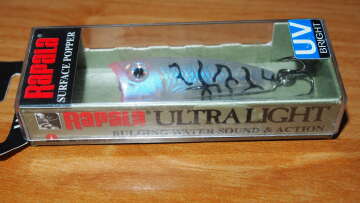 RAPALA
SURFACE POPPER
UV
BRIGHT
RAPALA ULTRA LIGHT
BULGING WATER SOUND & ACTION